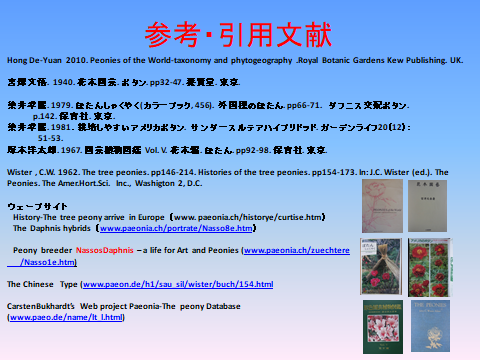 参考・引用文献
Hong De-Yuan 2010. Peonies of the World-taxonomy and phytogeography .Royal Botanic Gardens Kew Publishing. UK.
宮澤文吾. 1940. 花木図芸. ボタン. pp32-47. 養賢堂. 東京.
染井孝熙. 1979. ぼたんしゃくやく(カラーブック, 456). 外国種のぼたん. pp66-71. ダフニス交配ボタン.
p.142. 保育社. 東京.
染井孝熙. 1981. 栽培しやすいアメリカボタン. サンダースルテアハイブリッド. ガーデンライフ20(12):
51-53.
塚本洋太郎. 1967. 図芸植物図鑑 Vol. V. 花木編. ぼたん. pp92-98. 保育社. 東京.
Wister , C.W. 1962. The tree peonies. pp146-214. Histories of the tree peonies. pp154-173. In: J.C. Wister (ed.). The
Peonies. The Amer.Hort.Sci. Inc., Washigton 2, D.C.
ウェーブサイト
History-The tree peony arrive in Europe (www.paeonia.ch/historye/curtise.htm)
The Daphnis hybrids (www.paeonia.ch/portrate/Nasso8e.htm)
Peony breeder NassosDaphnis – a life for Art and Peonies (www.paeonia.ch/zuechtere
/Nasso1e.htm)
The Chinese Type (www.paeon.de/h1/sau_sil/wister/buch/154.html
CarstenBukhardt's Web project Paeonia-The peony Database
(www.paeo.de/name/lt_l.html)
THE PEONIES